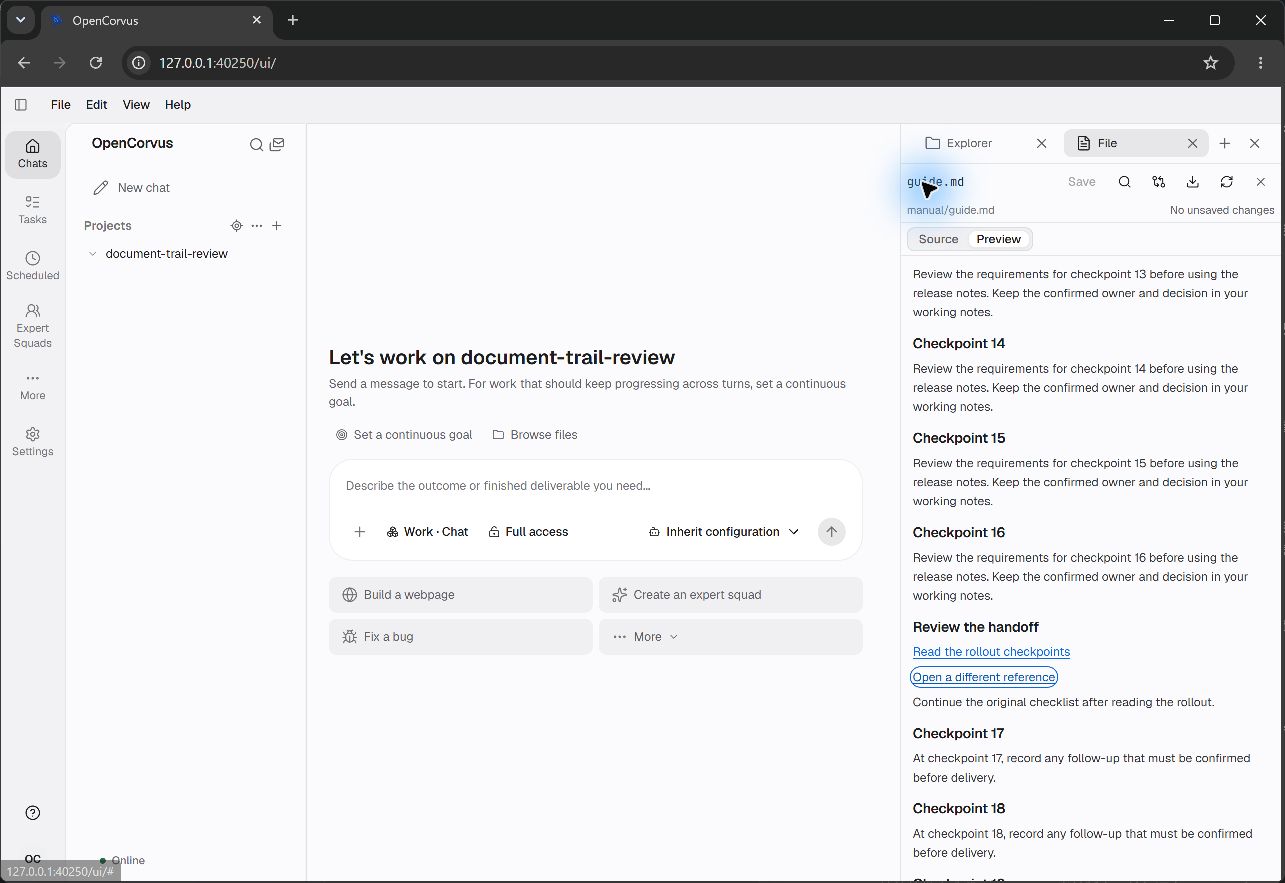 OpenCorvus
127.0.0.1:40250/ui/
File Edit View Help
Chats
Tasks
Scheduled
Expert
Squads
More
Settings
OC
127.0.0.1:40250/ui/#
OpenCorvus
New chat
Projects
document-trail-review
Online
Let's work on document-trail-review
Send a message to start. For work that should keep progressing across turns, set a continuous
goal.
Set a continuous goal Browse files
Describe the outcome or finished deliverable you need...
Work · Chat Full access Inherit configuration
Build a webpage Create an expert squad
Fix a bug More
Explorer File
guide.md Save
manual/guide.md No unsaved changes
Source Preview
Review the requirements for checkpoint 13 before using the
release notes. Keep the confirmed owner and decision in your
working notes.
Checkpoint 14
Review the requirements for checkpoint 14 before using the
release notes. Keep the confirmed owner and decision in your
working notes.
Checkpoint 15
Review the requirements for checkpoint 15 before using the
release notes. Keep the confirmed owner and decision in your
working notes.
Checkpoint 16
Review the requirements for checkpoint 16 before using the
release notes. Keep the confirmed owner and decision in your
working notes.
Review the handoff
Read the rollout checkpoints
Open a different reference
Continue the original checklist after reading the rollout.
Checkpoint 17
At checkpoint 17, record any follow-up that must be confirmed
before delivery.
Checkpoint 18
At checkpoint 18, record any follow-up that must be confirmed
before delivery.